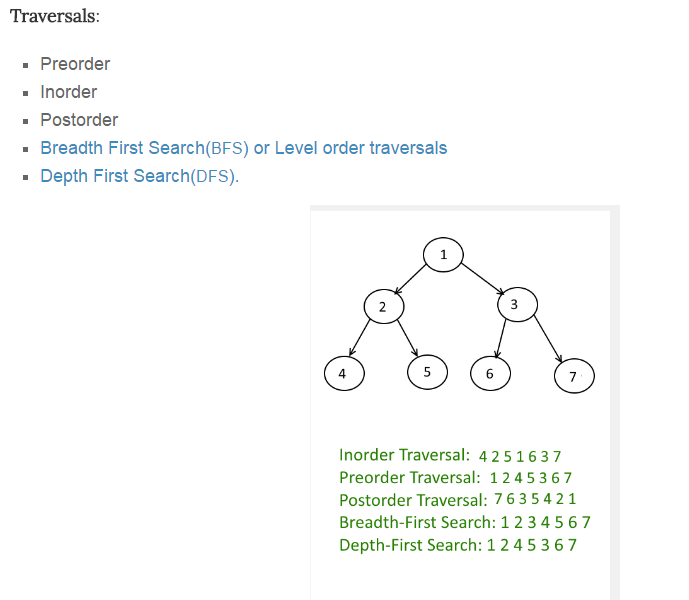 Traversals:
Preorder
Inorder
Postorder
Breadth First Search(BFS) or Level order traversals
Depth First Search(DFS).
1
2
3
4
5
6
7
Inorder Traversal: 4 2 5 1 6 3 7
Preorder Traversal: 1 2 4 5 3 6 7
Postorder Traversal: 7 6 3 5 4 2 1
Breadth-First Search: 1 2 3 4 5 6 7
Depth-First Search: 1 2 4 5 3 6 7